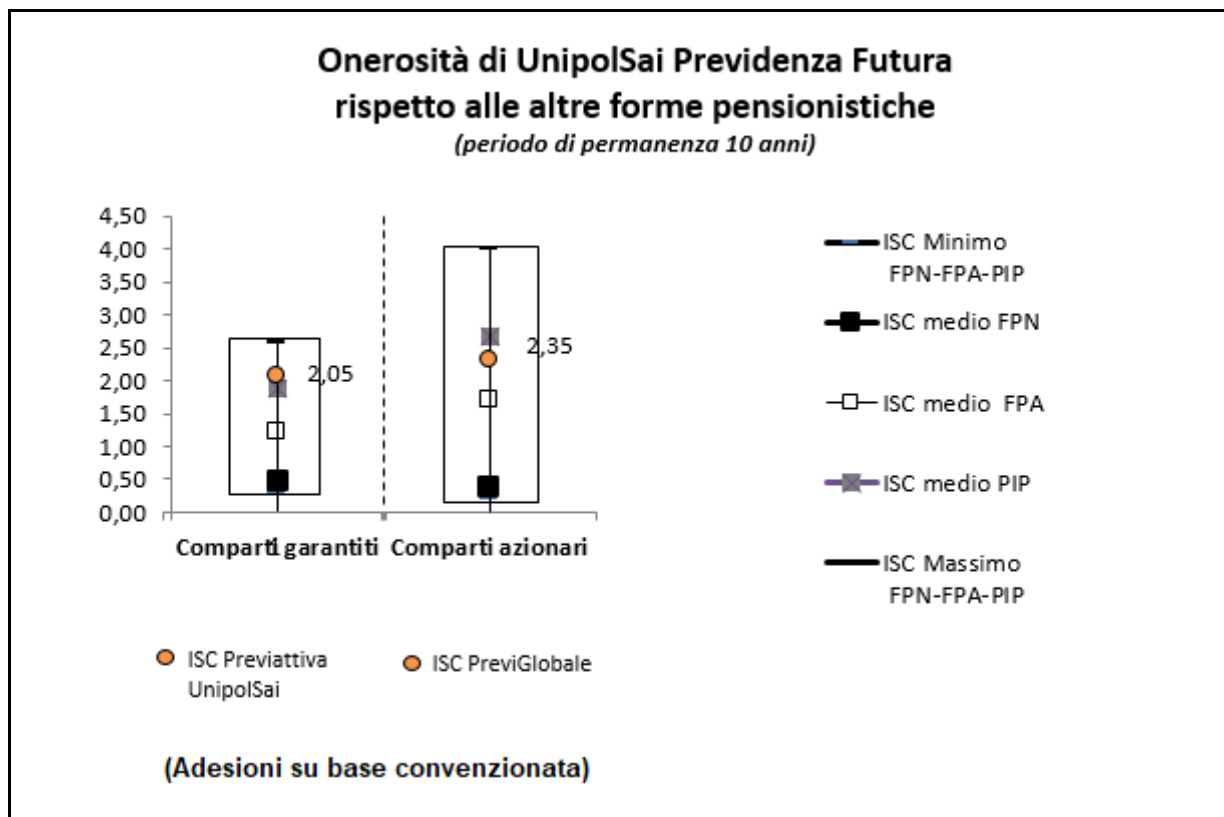 Onerosità di UnipolSai Previdenza Futura
rispetto alle altre forme pensionistiche
(periodo di permanenza 10 anni)
4,50
4,00
3,50
3,00
2,50
2,00
1,50
1,00
0,50
0,00
2,05
2,35
Comparti garantiti
1
Comparti azionari
ISC Minimo
FPN-FPA-PIP
ISC medio FPN
ISC medio FPA
ISC medio PIP
ISC Massimo
FPN-FPA-PIP
ISC Previattiva
UnipolSai
ISC PreviGlobale
(Adesioni su base convenzionata)